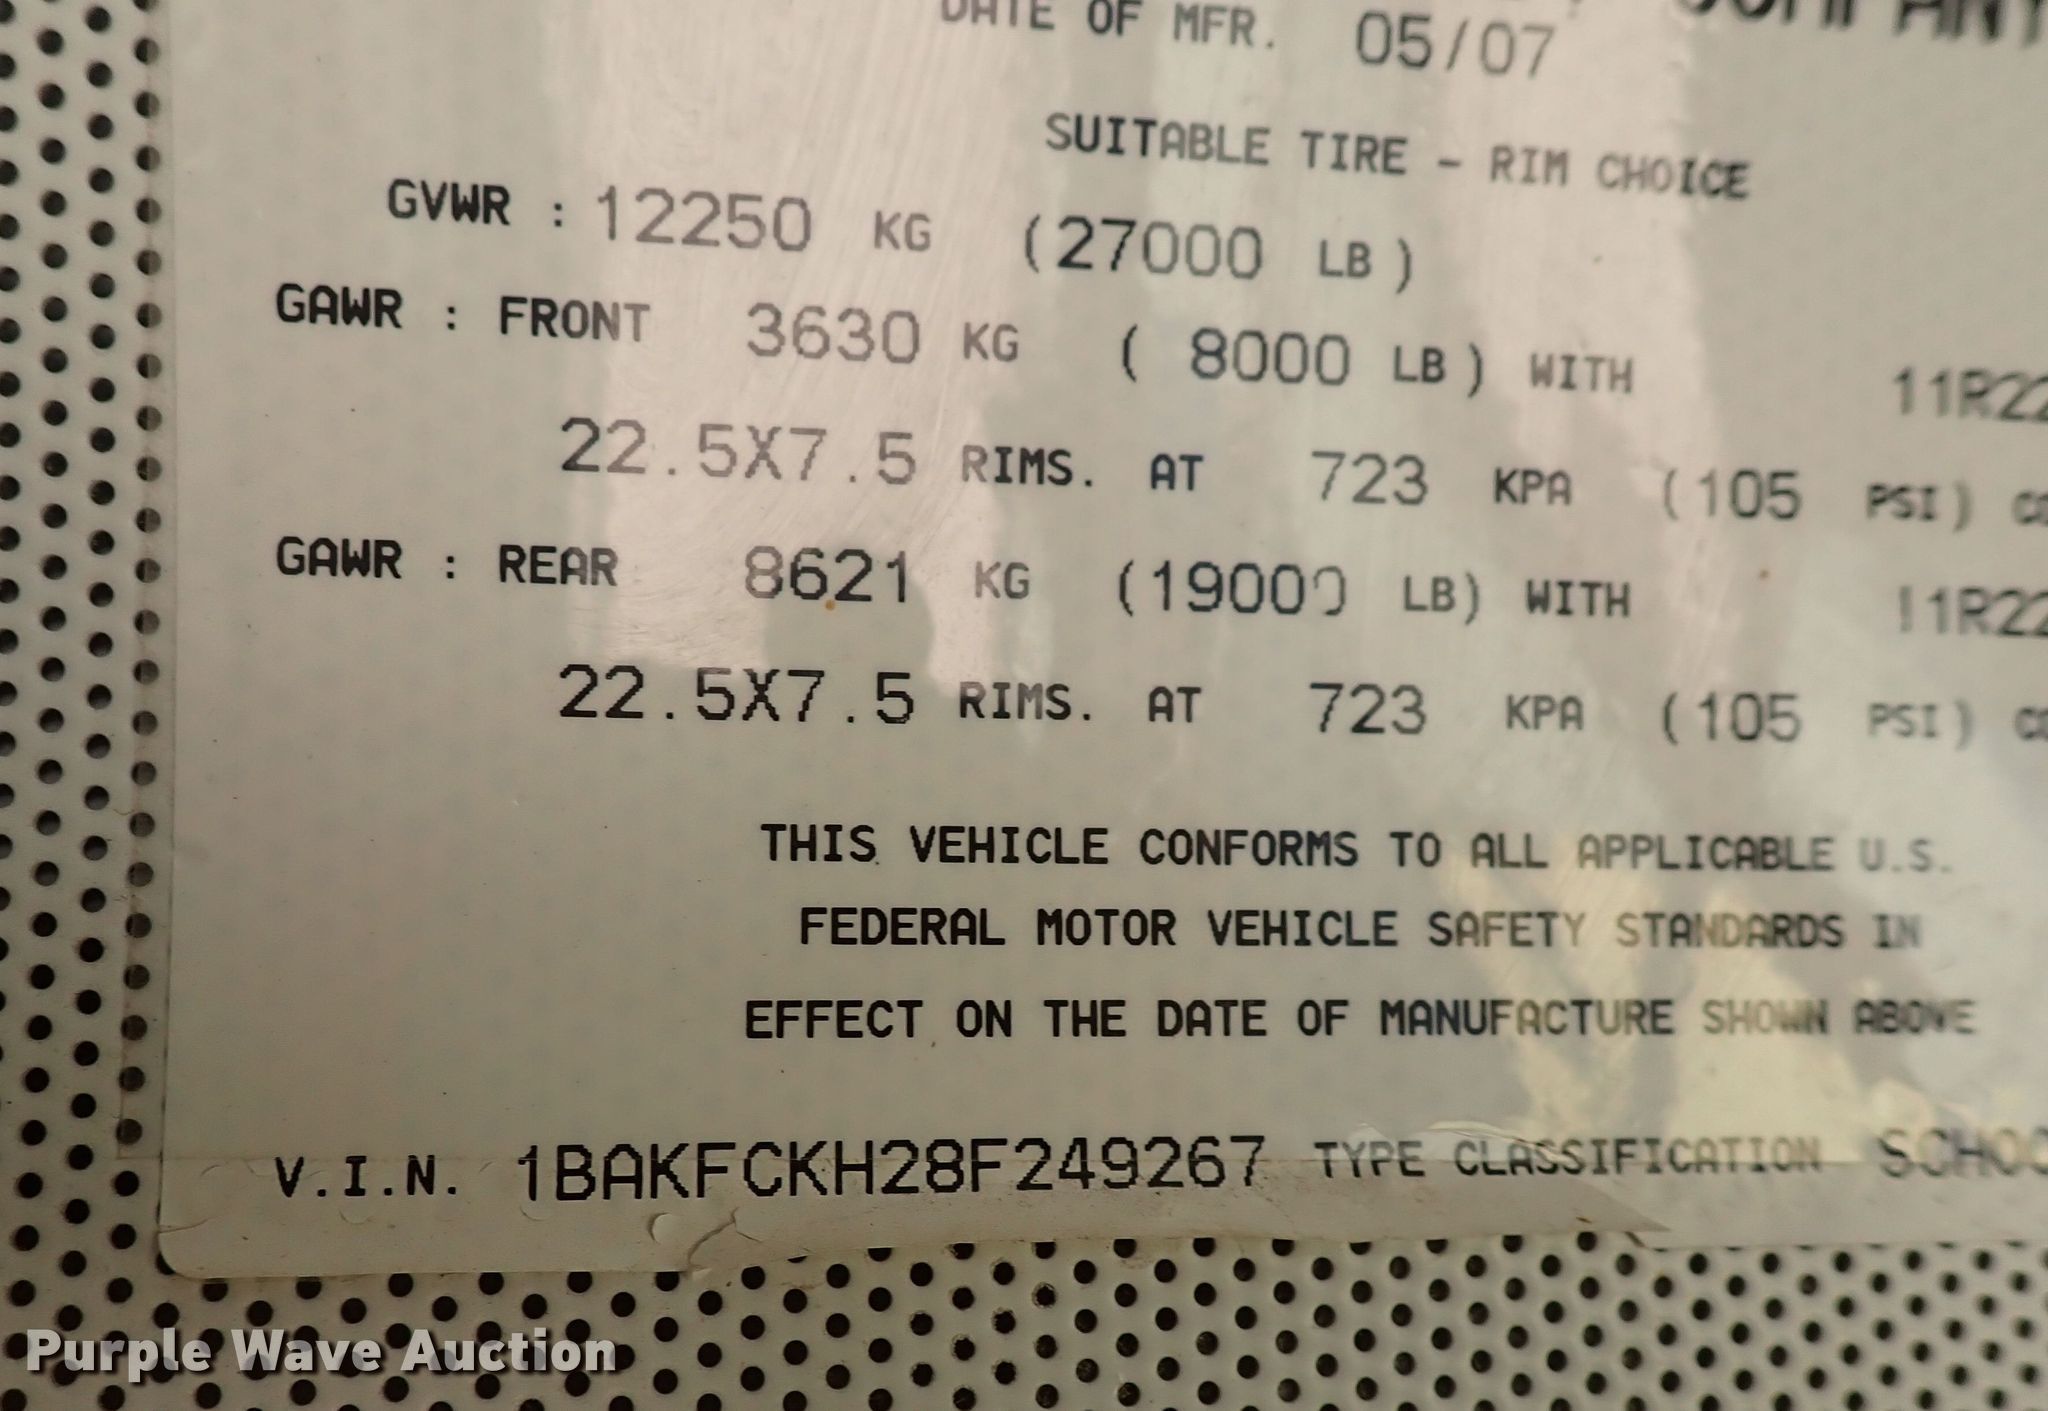 COMPANY
DATE OF MFR. 05/07
SUITABLE TIRE - RIM CHOICE
GVWR : 12250 KG (27000 LB )
GAWR : FRONT 3630 KG ( 8000 LB ) WITH 11R22
22.5X7.5 RIMS. AT 723 KPA (105 PSI)
GAWR : REAR 8621 KG (19000 LB) WITH 11R22
22.5X7.5 RIMS. AT 723 KPA (105 PSI)
THIS VEHICLE CONFORMS TO ALL APPLICABLE U.S.
FEDERAL MOTOR VEHICLE SAFETY STANDARDS IN
EFFECT ON THE DATE OF MANUFACTURE SHOWN ABOVE
V.I.N. 1BAKFCKH28F249267 TYPE CLASSIFICATION SCHOO
Purple Wave Auction